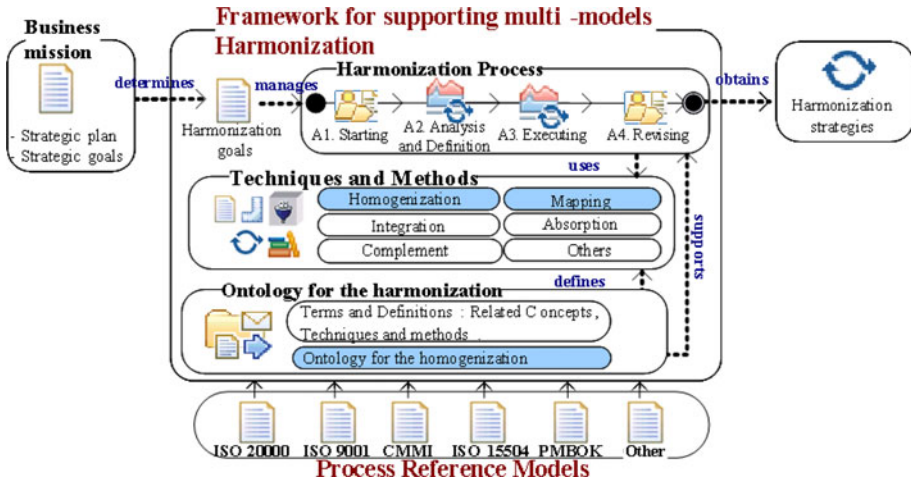 Framework for supporting multi -models
Harmonization
Business
mission
- Strategic plan
- Strategic goals
determines
Harmonization
goals
manages
Harmonization Process
A1. Starting
A2. Analysis
and Definition
A3. Executing
A4. Revising
obtains
Harmonization
strategies
uses
Techniques and Methods
Homogenization
Mapping
Integration
Absorption
Complement
Others
supports
defines
Ontology for the harmonization
Terms and Definitions : Related C oncepts,
Techniques and methods .
Ontology for the homogenization
ISO 20000
ISO 9001
CMMI
ISO 15504
PMBOK
Other
Process Reference Models